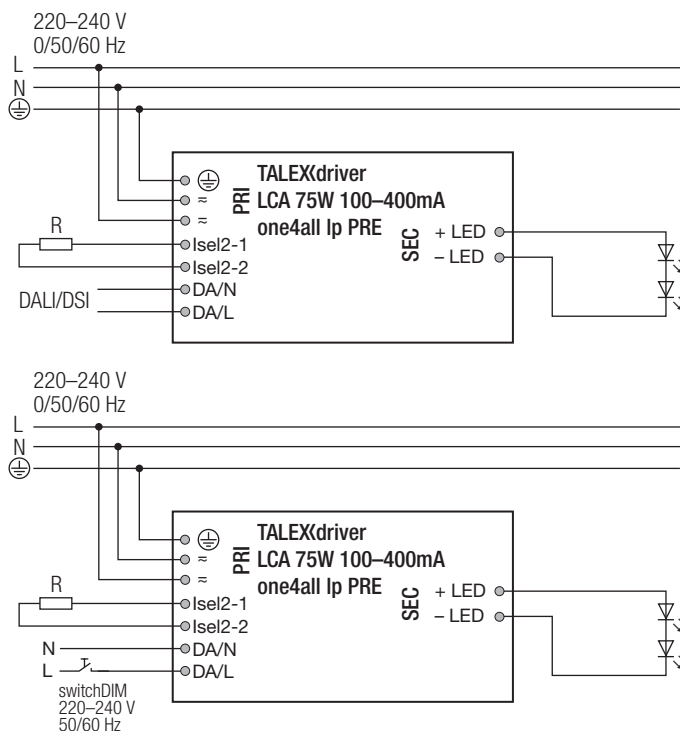 220–240 V
0/50/60 Hz
L
N
TALEXXdriver
LCA 75W 100–400mA
one4all lp PRE
PRI
≂
≂
R
Isel2-1
Isel2-2
DALI/DSI
DA/N
DA/L
SEC
+ LED
– LED
220–240 V
0/50/60 Hz
L
N
TALEXXdriver
LCA 75W 100–400mA
one4all lp PRE
PRI
≂
≂
R
Isel2-1
Isel2-2
N
DA/N
L
DA/L
SEC
+ LED
– LED
switchDIM
220–240 V
50/60 Hz